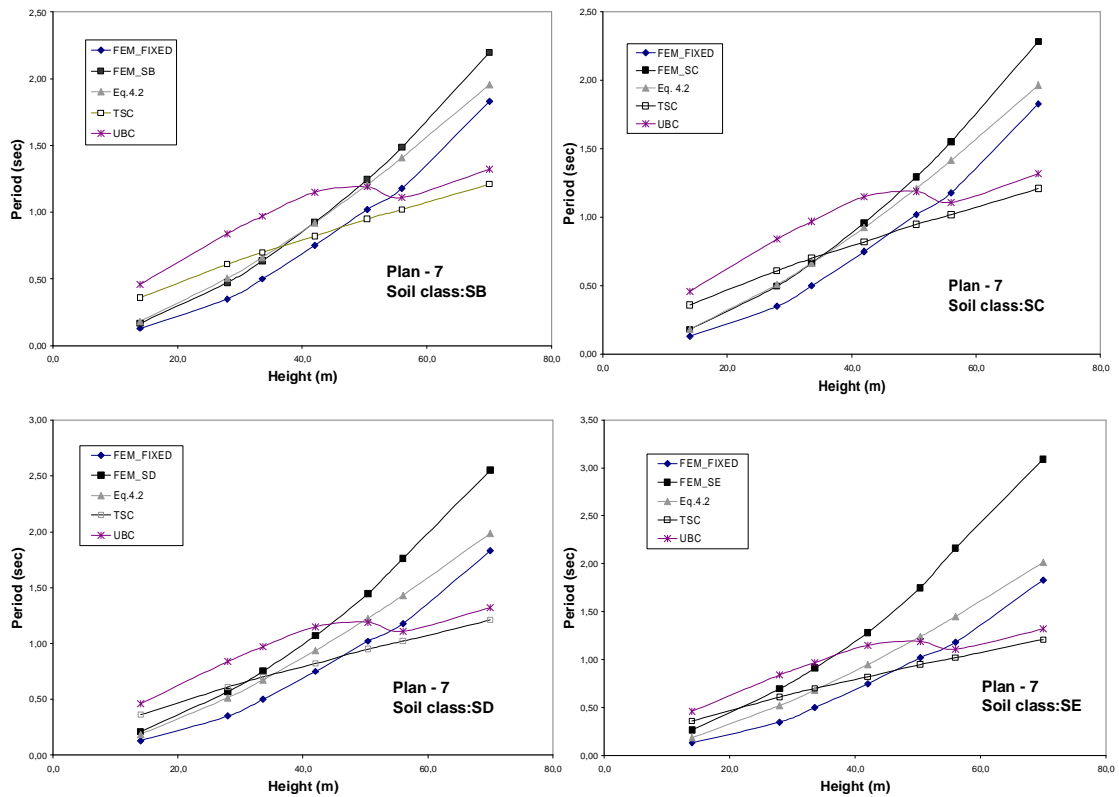 2,50
2,00
1,50
1,00
0,50
0,00
Period (sec)
FEM_FIXED
FEM_SB
Eq.4.2
TSC
UBC
Plan - 7
Soil class:SB
0,0 20,0 40,0 60,0 80,0
Height (m)
2,50
2,00
1,50
1,00
0,50
0,00
Period (sec)
FEM_FIXED
FEM_SC
Eq. 4.2
TSC
UBC
Plan - 7
Soil class:SC
0,0 20,0 40,0 60,0 80,0
Height (m)
3,00
2,50
2,00
1,50
1,00
0,50
0,00
Period (sec)
FEM_FIXED
FEM_SD
Eq.4.2
TSC
UBC
Plan - 7
Soil class:SD
0,0 20,0 40,0 60,0 80,0
Height (m)
3,50
3,00
2,50
2,00
1,50
1,00
0,50
0,00
Period (sec)
FEM_FIXED
FEM_SE
Eq.4.2
TSC
UBC
Plan - 7
Soil class:SE
0,0 20,0 40,0 60,0 80,0
Height (m)